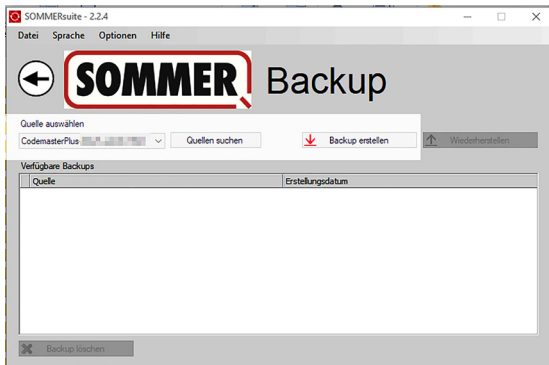 SOMMERsuite - 2.2.4
Datei Sprache Optionen Hilfe
SOMMER Backup
Quelle auswählen
CodemasterPlus- Quellen suchen Backup erstellen Wiederherstellen
Verfügbare Backups
Quelle Erstellungsdatum
Backup löschen